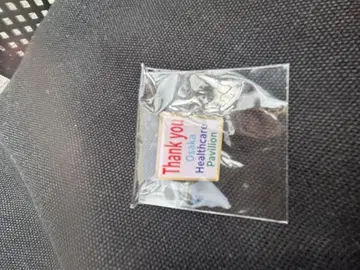 Thank you
Osaka
Healthcare
Pavilion